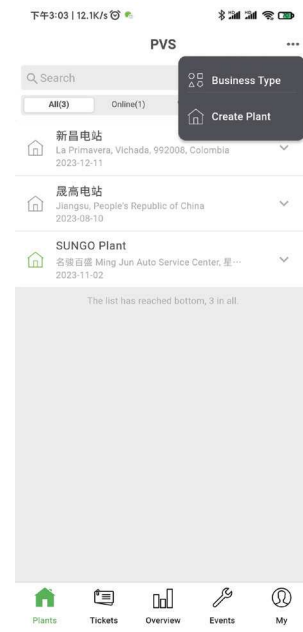 下午3:03 | 12.1K/s
PVS
Search
Business Type
All(3)
Online(1)
Create Plant
新昌电站
La Primavera, Vichada, 992008, Colombia
2023-12-11
晟高电站
Jiangsu, People's Republic of China
2023-08-10
SUNGO Plant
名骏百盛 Ming Jun Auto Service Center, 星…
2023-11-02
The list has reached bottom, 3 in all.
Plants
Tickets
Overview
Events
My